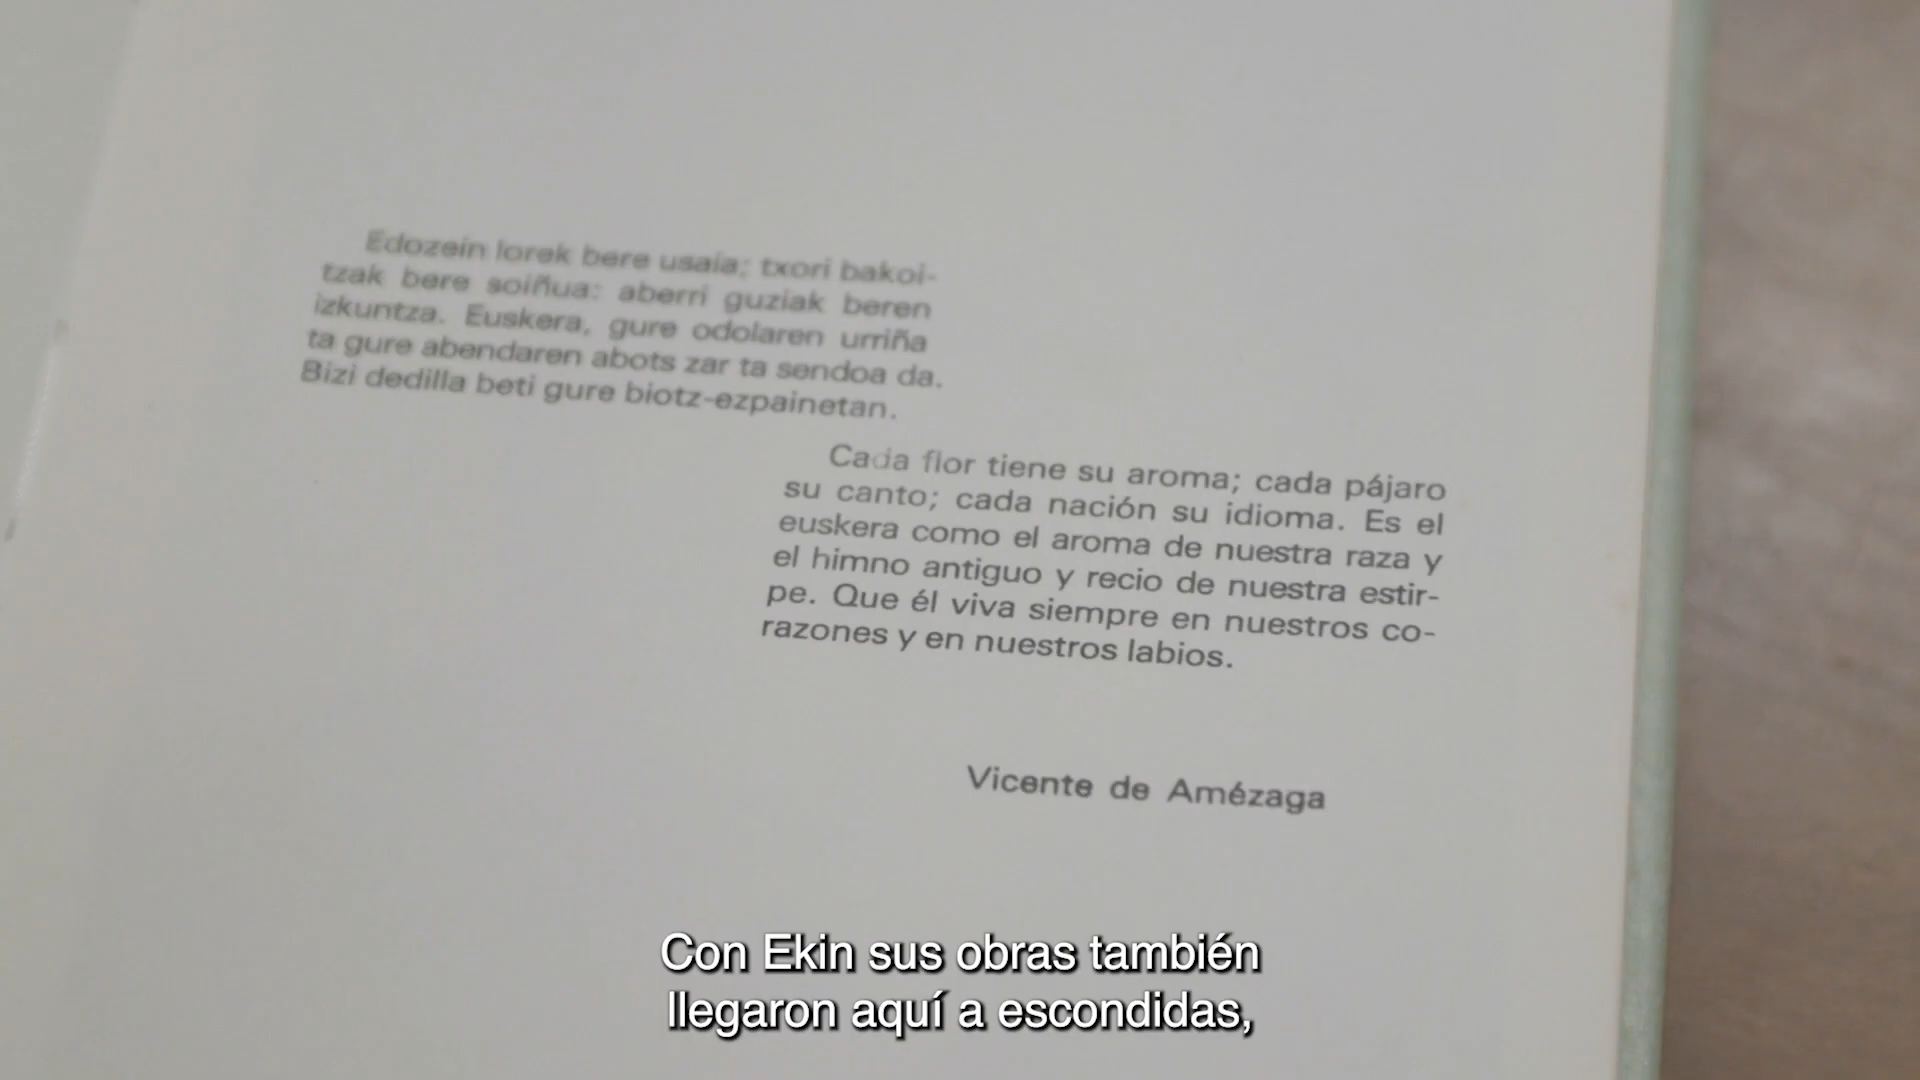 Edozein lorek bere usaia; txori bakoi-
tzak bere soiñua: aberri guziak beren
izkuntza. Euskera, gure odolaren urriña
ta gure abendaren abots zar ta sendoa da.
Bizi dedilla beti gure biotz-ezpainetan.
Cada flor tiene su aroma; cada pájaro
su canto; cada nación su idioma. Es el
euskera como el aroma de nuestra raza y
el himno antiguo y recio de nuestra estir-
pe. Que él viva siempre en nuestros co-
razones y en nuestros labios.
Vicente de Amézaga
Con Ekin sus obras también
llegaron aquí a escondidas,